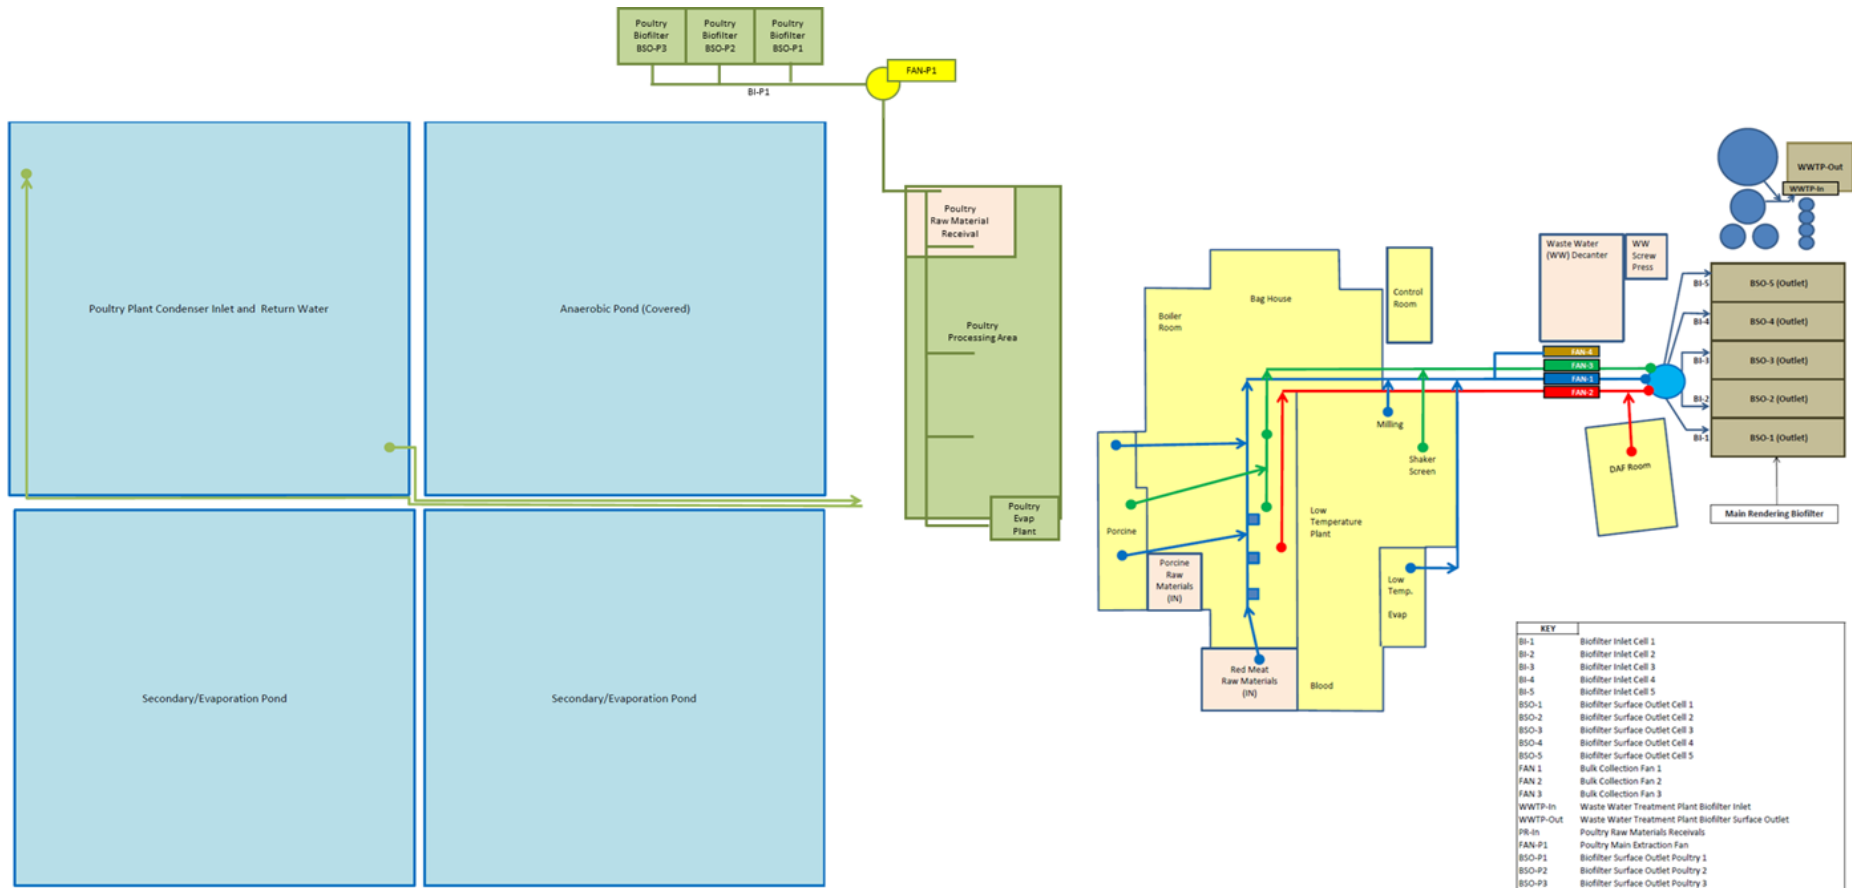 Poultry
Biofilter
BSO-P3
Poultry
Biofilter
BSO-P2
Poultry
Biofilter
BSO-P1
FAN-P1
BI-P1
Poultry Plant Condenser Inlet and Return Water
Anaerobic Pond (Covered)
Secondary/Evaporation Pond
Secondary/Evaporation Pond
Poultry
Raw Material
Receival
Poultry
Processing Area
Poultry
Evap
Plant
Bag House
Boiler
Room
Control
Room
Milling
Shaker
Screen
Low
Temperature
Plant
Porcine
Porcine
Raw
Materials
(IN)
Low
Temp.
Evap
Red Meat
Raw Materials
(IN)
Blood
Waste Water
(WW) Decanter
WW
Screw
Press
FAN-4
FAN-3
FAN-1
FAN-2
DAF Room
WWTP-Out
WWTP-In
BI-5
BI-4
BI-3
BI-2
BI-1
BSO-5 (Outlet)
BSO-4 (Outlet)
BSO-3 (Outlet)
BSO-2 (Outlet)
BSO-1 (Outlet)
Main Rendering Biofilter
KEY
BI-1 Biofilter Inlet Cell 1
BI-2 Biofilter Inlet Cell 2
BI-3 Biofilter Inlet Cell 3
BI-4 Biofilter Inlet Cell 4
BI-5 Biofilter Inlet Cell 5
BSO-1 Biofilter Surface Outlet Cell 1
BSO-2 Biofilter Surface Outlet Cell 2
BSO-3 Biofilter Surface Outlet Cell 3
BSO-4 Biofilter Surface Outlet Cell 4
BSO-5 Biofilter Surface Outlet Cell 5
FAN 1 Bulk Collection Fan 1
FAN 2 Bulk Collection Fan 2
FAN 3 Bulk Collection Fan 3
WWTP-In Waste Water Treatment Plant Biofilter Inlet
WWTP-Out Waste Water Treatment Plant Biofilter Surface Outlet
PR-In Poultry Raw Materials Receivals
FAN-P1 Poultry Main Extraction Fan
BSO-P1 Biofilter Surface Outlet Poultry 1
BSO-P2 Biofilter Surface Outlet Poultry 2
BSO-P3 Biofilter Surface Outlet Poultry 3